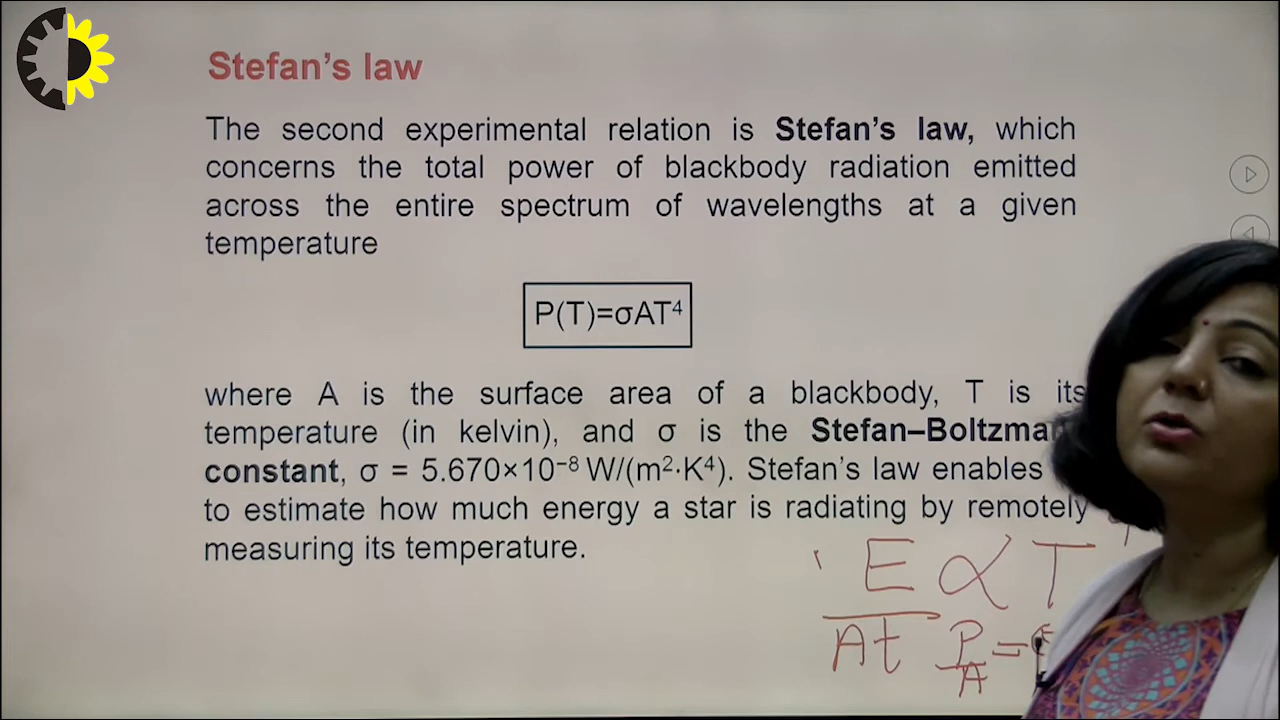 Stefan's law
The second experimental relation is Stefan's law, which
concerns the total power of blackbody radiation emitted
across the entire spectrum of wavelengths at a given
temperature
P(T)=σAT⁴
where A is the surface area of a blackbody, T is its
temperature (in kelvin), and σ is the
constant, σ = 5.670×10⁻⁸ W/(m²·K⁴). Stefan's law enables
to estimate how much energy a star is radiating by remotely
measuring its temperature.
E ∝ T
At P/A =